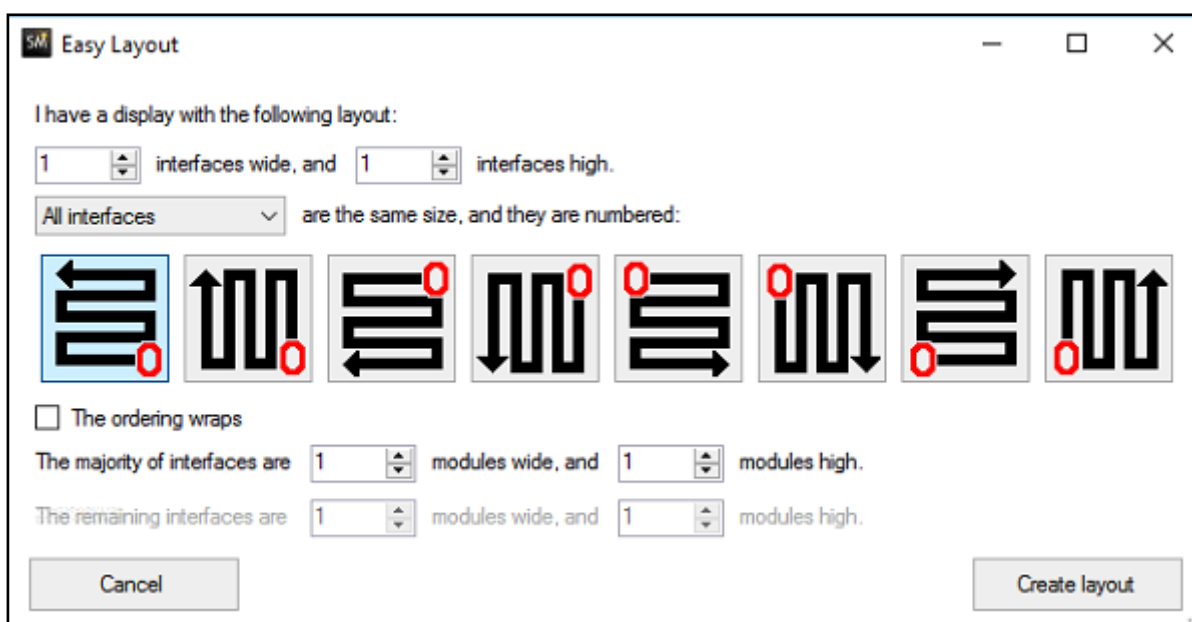 SM Easy Layout
I have a display with the following layout:
1 interfaces wide, and 1 interfaces high.
All interfaces are the same size, and they are numbered:
0 0 0 0 0 0 0 0
The ordering wraps
The majority of interfaces are 1 modules wide, and 1 modules high.
The remaining interfaces are 1 modules wide, and 1 modules high.
Cancel Create layout